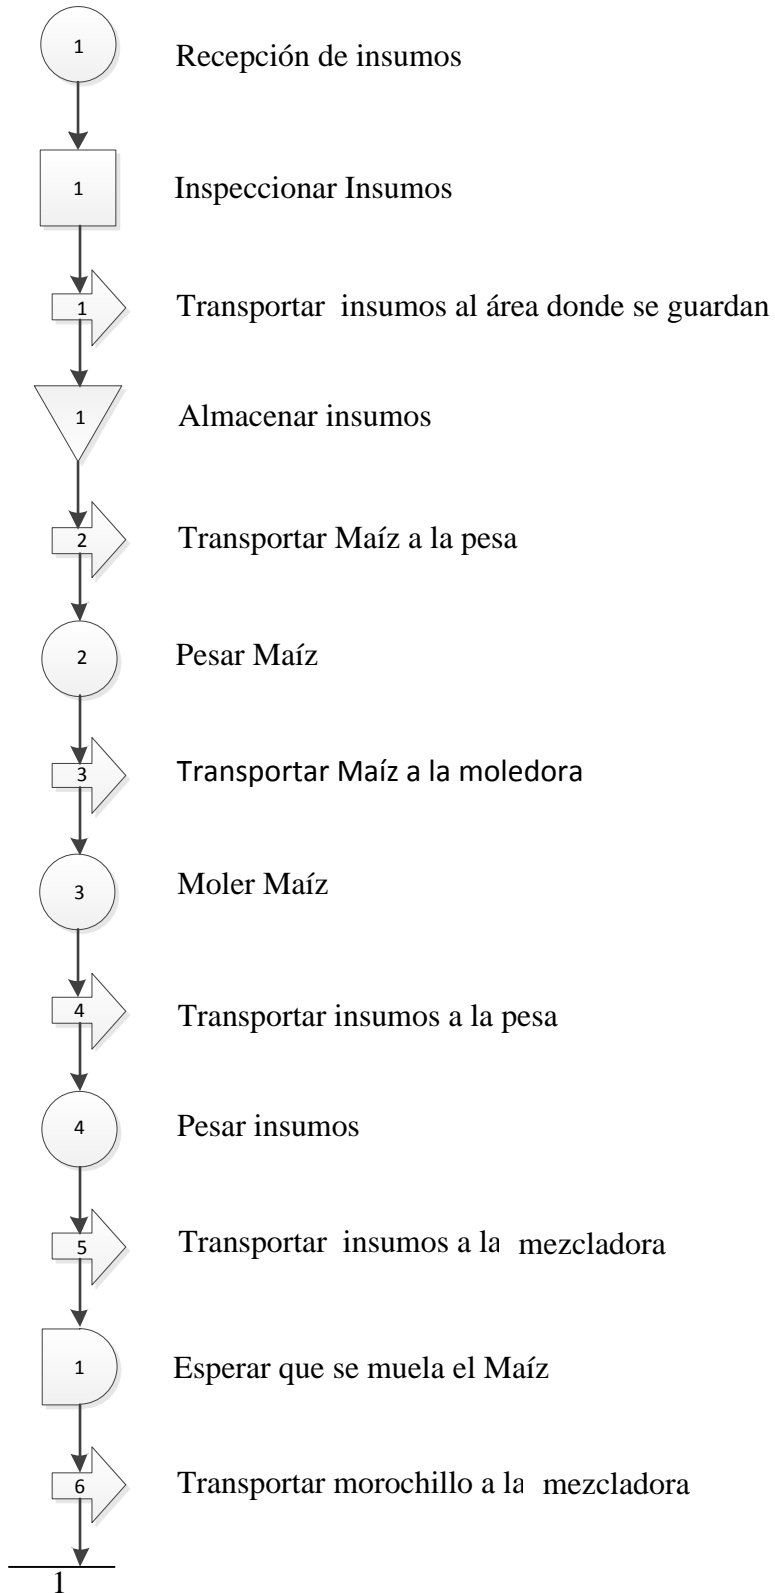 1 Recepción de insumos
1 Inspeccionar Insumos
1 Transportar insumos al área donde se guardan
1 Almacenar insumos
2 Transportar Maíz a la pesa
2 Pesar Maíz
3 Transportar Maíz a la moledora
3 Moler Maíz
4 Transportar insumos a la pesa
4 Pesar insumos
5 Transportar insumos a la mezcladora
1 Esperar que se muela el Maíz
6 Transportar morochillo a la mezcladora
1